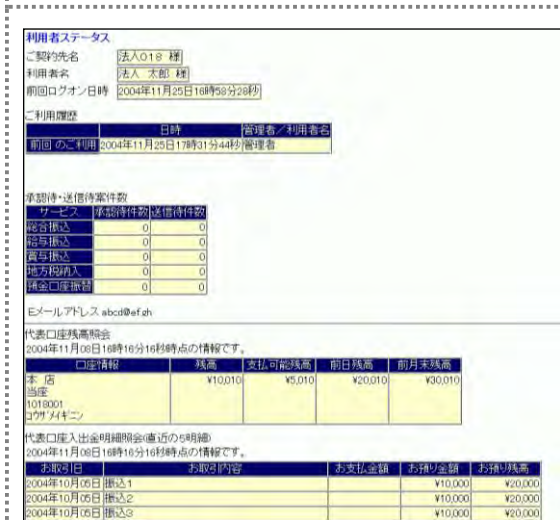 利用者ステータス
ご契約先名 法人018 様
利用者名 法人 太郎 様
前回ログオン日時 2004年11月25日16時58分28秒
ご利用履歴
日時 管理者／利用者名
前回 のご利用 2004年11月25日17時31分44秒 管理者
承認待・送信待案件数
サービス 承認待件数 送信待件数
総合振込 0 0
給与振込 0 0
賞与振込 0 0
地方税納入 0 0
預金口座振替 0 0
Eメールアドレス abcd@ef.gh
代表口座残高照会
2004年11月08日16時16分16秒時点の情報です。
口座情報 残高 支払可能残高 前日残高 前月末残高
本 店 ¥10,010 ¥5,010 ¥20,010 ¥30,010
当座
1018001
コウザメイギニン
代表口座入出金明細照会(直近の5明細)
2004年11月08日16時16分16秒時点の情報です。
お取引日 お取引内容 お支払金額 お預り金額 お預り残高
2004年10月05日 振込1 ¥10,000 ¥20,000
2004年10月05日 振込2 ¥10,000 ¥20,000
2004年10月05日 振込3 ¥10,000 ¥20,000